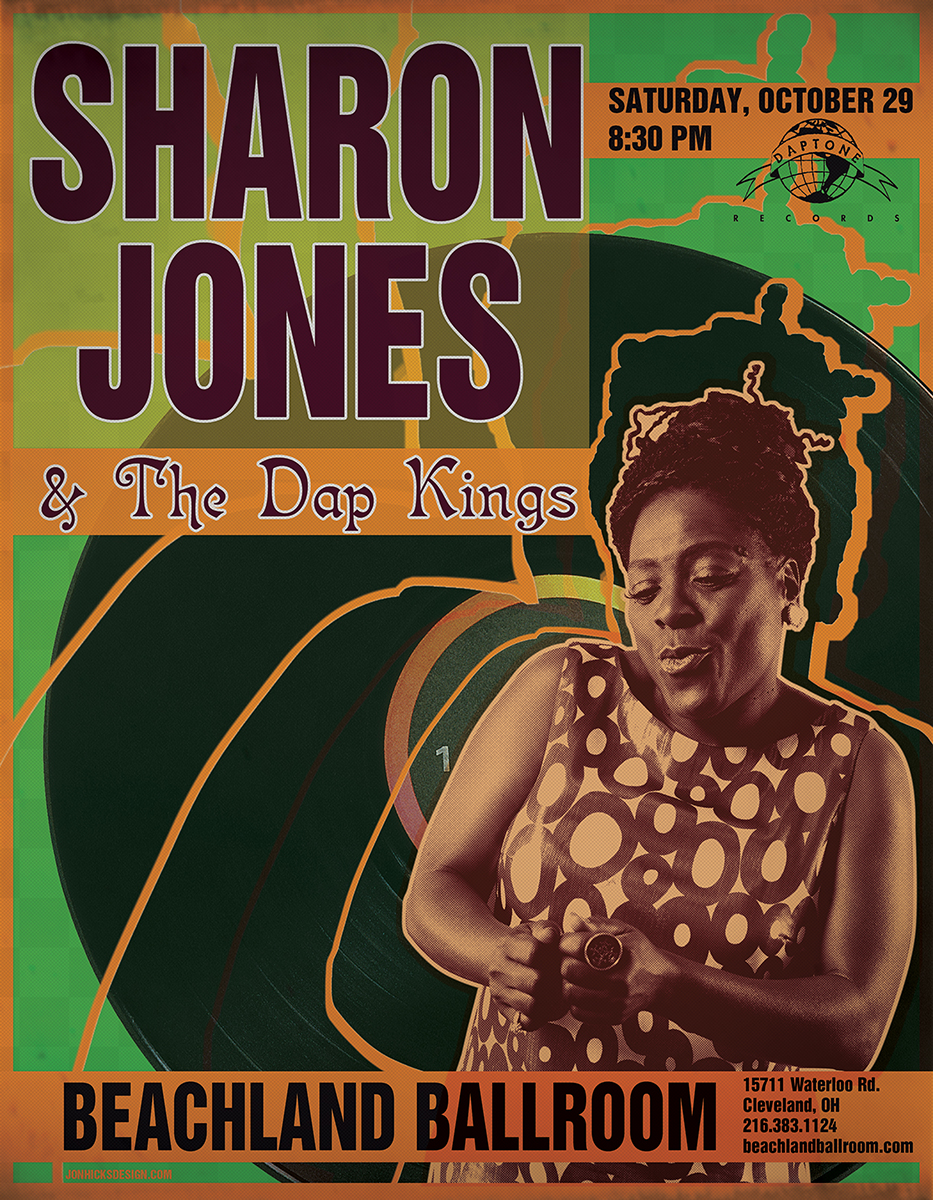 SHARON
JONES
& The Dap Kings
SATURDAY, OCTOBER 29
8:30 PM
DAPTONE
RECORDS
1
BEACHLAND BALLROOM
15711 Waterloo Rd.
Cleveland, OH
216.383.1124
beachlandballroom.com
JONHICKSDESIGN.COM